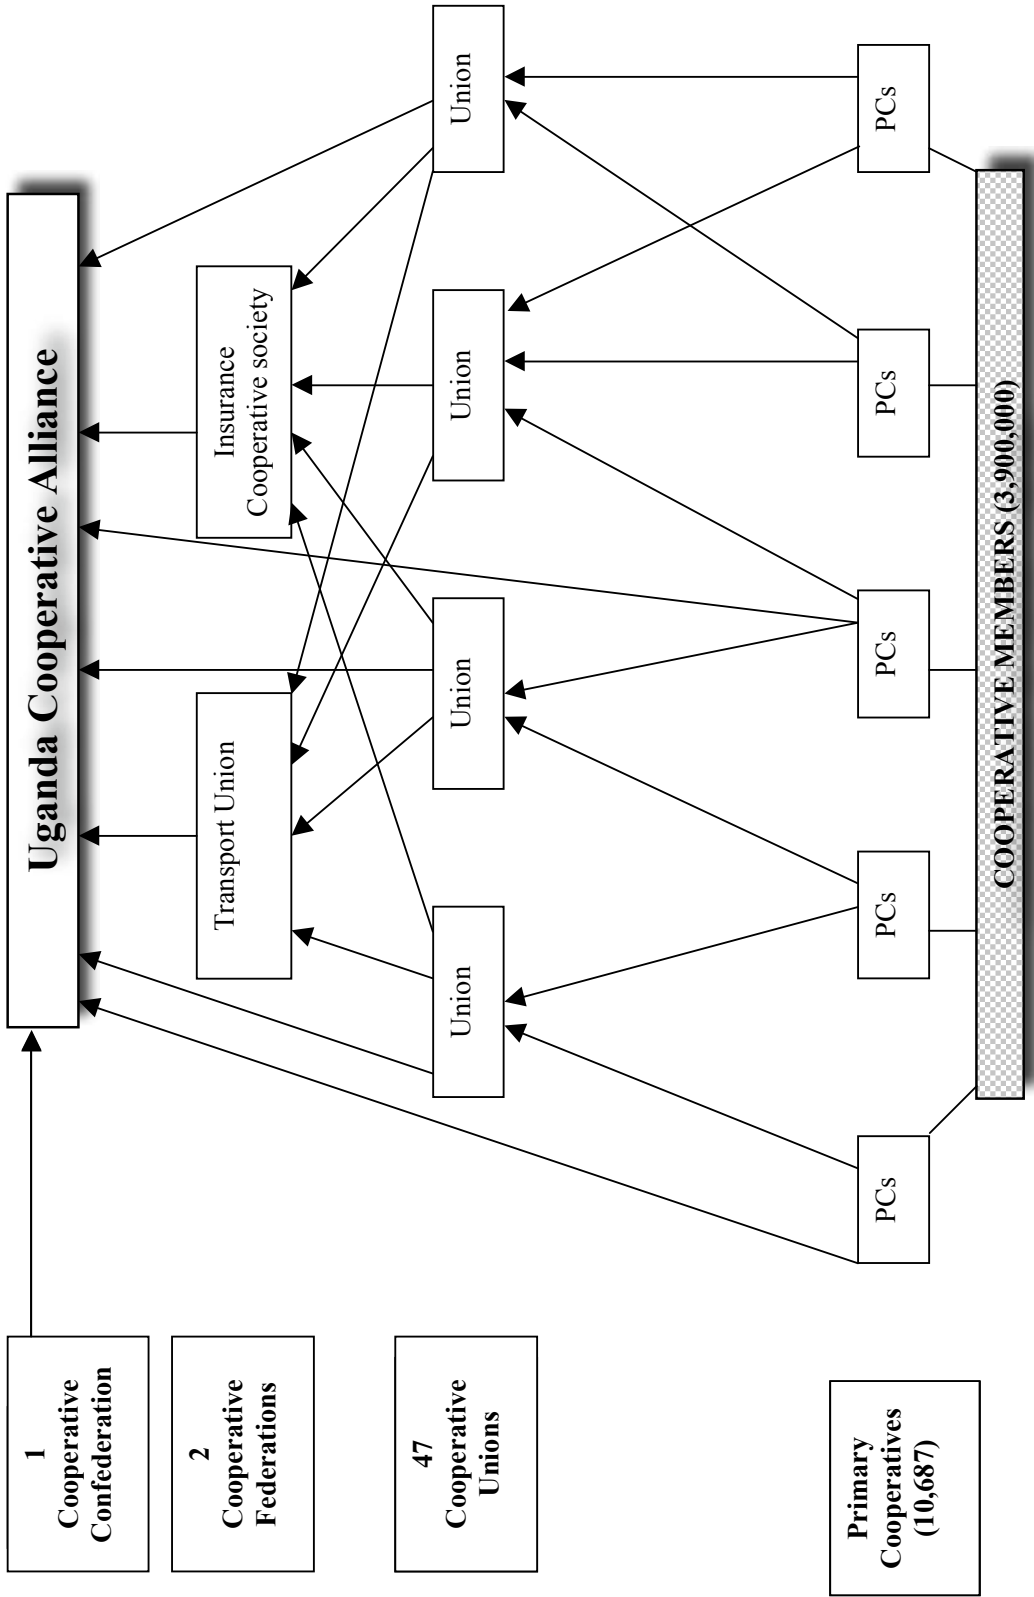 1
Cooperative
Confederation
Uganda Cooperative Alliance
2
Cooperative
Federations
Transport Union
Insurance
Cooperative society
47
Cooperative
Unions
Union
Union
Union
Union
Primary
Cooperatives
(10,687)
PCs
PCs
PCs
PCs
PCs
COOPERATIVE MEMBERS (3,900,000)